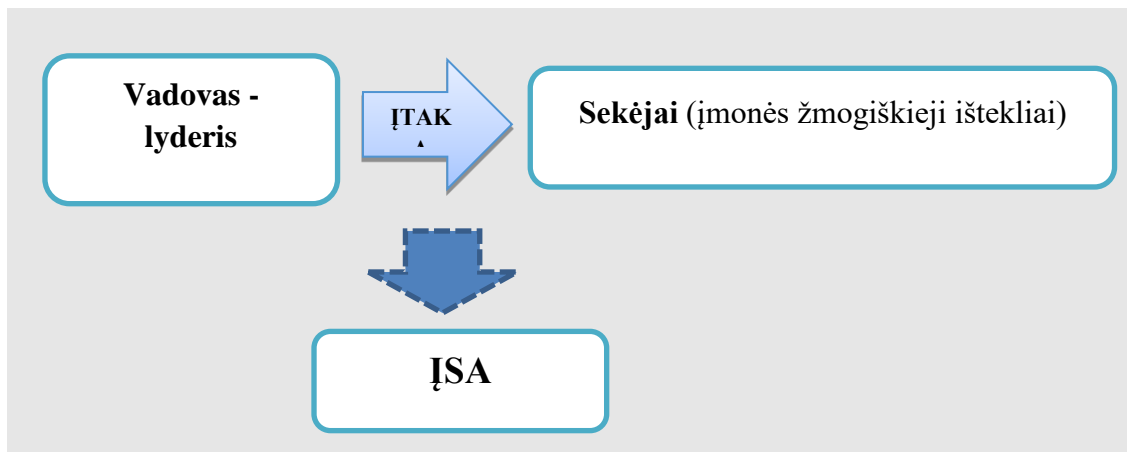 Vadovas -
lyderis
ĮTAK
Sekėjai (įmonės žmogiškieji ištekliai)
ĮSA